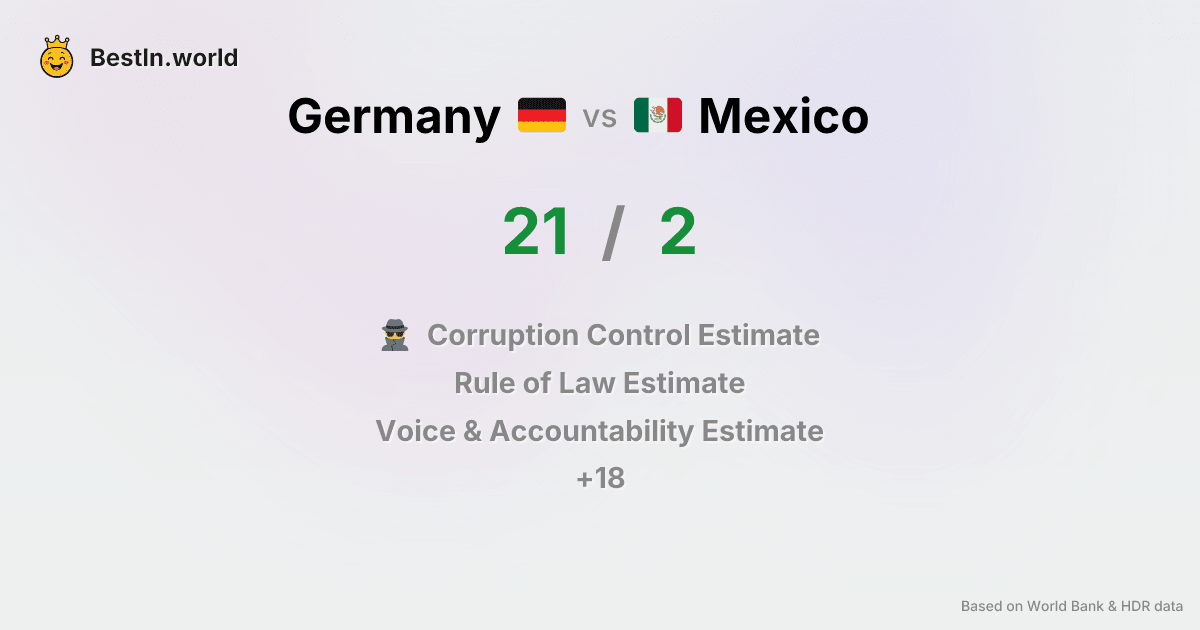 BestIn.world
Germany vs Mexico
21 / 2
Corruption Control Estimate
Rule of Law Estimate
Voice & Accountability Estimate
+18
Based on World Bank & HDR data